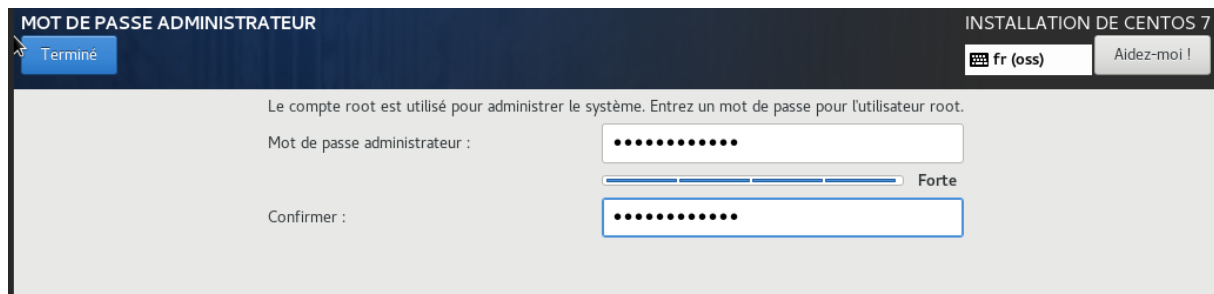 MOT DE PASSE ADMINISTRATEUR
INSTALLATION DE CENTOS 7
Terminé
fr (oss)
Aidez-moi !
Le compte root est utilisé pour administrer le système. Entrez un mot de passe pour l'utilisateur root.
Mot de passe administrateur : ••••••••••••
Forte
Confirmer : ••••••••••••